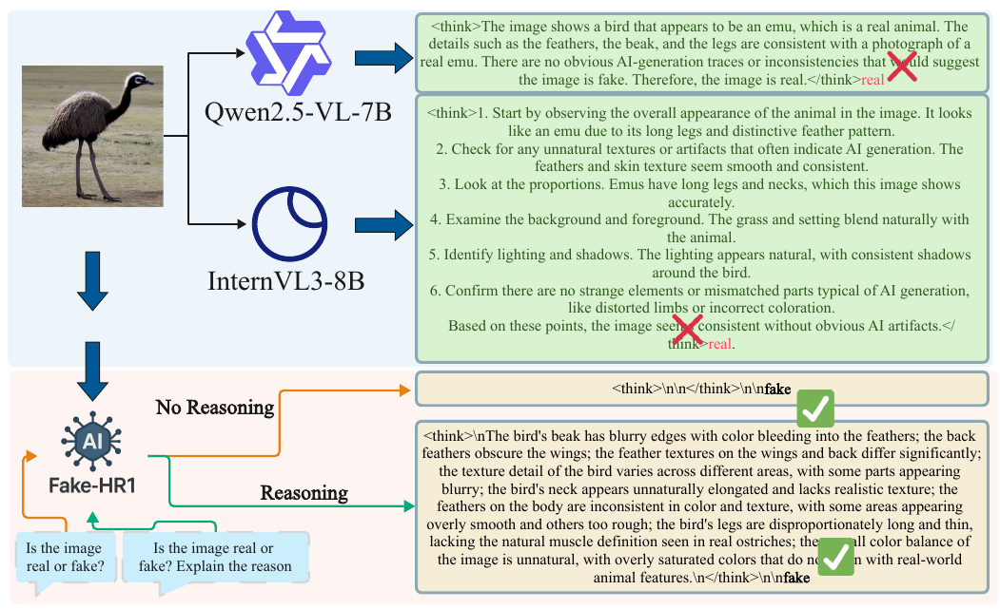 <think>The image shows a bird that appears to be an emu, which is a real animal. The
details such as the feathers, the beak, and the legs are consistent with a photograph of a
real emu. There are no obvious AI-generation traces or inconsistencies that would suggest
the image is fake. Therefore, the image is real.</think>real
Qwen2.5-VL-7B
<think>1. Start by observing the overall appearance of the animal in the image. It looks
like an emu due to its long legs and distinctive feather pattern.
2. Check for any unnatural textures or artifacts that often indicate AI generation. The
feathers and skin texture seem smooth and consistent.
3. Look at the proportions. Emus have long legs and necks, which this image shows
accurately.
4. Examine the background and foreground. The grass and setting blend naturally with
the animal.
5. Identify lighting and shadows. The lighting appears natural, with consistent shadows
around the bird.
6. Confirm there are no strange elements or mismatched parts typical of AI generation,
like distorted limbs or incorrect coloration.
Based on these points, the image seems consistent without obvious AI artifacts.</
think>real.
InternVL3-8B
No Reasoning
<think>\n\n</think>\n\nfake
AI
Fake-HR1
Reasoning
<think>\nThe bird's beak has blurry edges with color bleeding into the feathers; the back
feathers obscure the wings; the feather textures on the wings and back differ significantly;
the texture detail of the bird varies across different areas, with some parts appearing
blurry; the bird's neck appears unnaturally elongated and lacks realistic texture; the
feathers on the body are inconsistent in color and texture, with some areas appearing
overly smooth and others too rough; the bird's legs are disproportionately long and thin,
lacking the natural muscle definition seen in real ostriches; the color balance of
the image is unnatural, with overly saturated colors that do with real-world
animal features.\n</think>\n\nfake
Is the image
real or fake?
Is the image real or
fake? Explain the reason